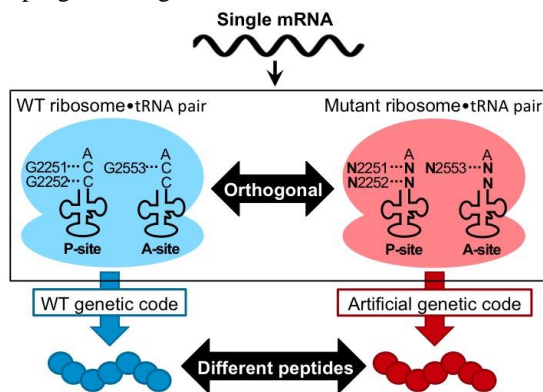 Single mRNA
WT ribosome•tRNA pair
Mutant ribosome•tRNA pair
A
A
G2251···C
G2553···C
G2252···C
C
P-site
A-site
Orthogonal
A
A
N2251···N
N2553···N
N2252···N
N
P-site
A-site
WT genetic code
Artificial genetic code
Different peptides